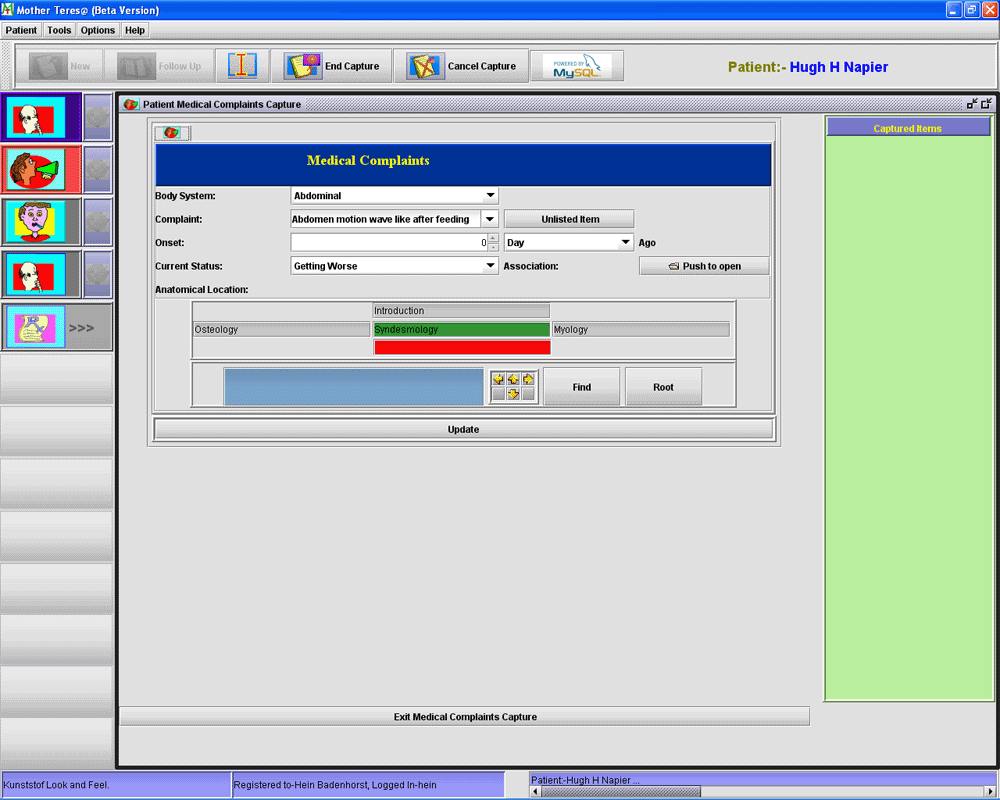 Mother Teres@ (Beta Version)
Patient Tools Options Help
New Follow Up End Capture Cancel Capture POWERED BY MySQL Patient:- Hugh H Napier
Patient Medical Complaints Capture
Captured Items
Medical Complaints
Body System: Abdominal
Complaint: Abdomen motion wave like after feeding Unlisted Item
Onset: 0 Day Ago
Current Status: Getting Worse Association: Push to open
Anatomical Location:
Introduction
Osteology Syndesmology Myology
>>>
Find Root
Update
Exit Medical Complaints Capture
Kunststof Look and Feel. Registered to-Hein Badenhorst, Logged In-hein Patient:-Hugh H Napier ...